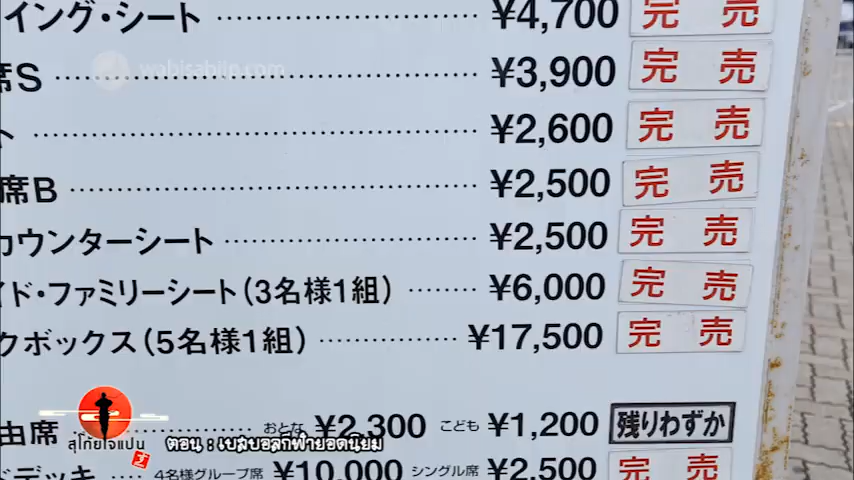 イング・シート ¥4,700 完売
wabisabiip.com
席S ¥3,900 完売
ト ¥2,600 完売
席B ¥2,500 完売
カウンターシート ¥2,500 完売
イド・ファミリーシート(3名様1組) ¥6,000 完売
クボックス(5名様1組) ¥17,500 完売
由席 おとな ¥2,300 こども ¥1,200 残りわずか
สุโก้ยโจแปน す ตอน : เบสบอลกีฬายอดนิยม
デッキ 4名様グループ席 ¥10,000 シングル席 ¥2,500 完売